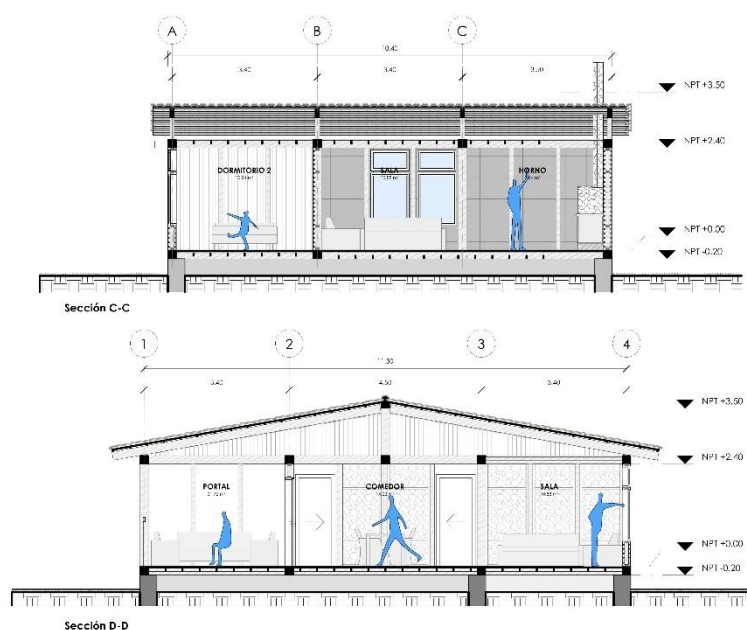 A B C
10.40
3.40 3.40 3.50
NPT +3.50
NPT +2.40
DORMITORIO 2
SALA
HORNO
NPT +0.00
NPT -0.20
Sección C-C
1 2 3 4
11.30
3.40 4.50 3.40
NPT +3.50
NPT +2.40
PORTAL
COMEDOR
SALA
NPT +0.00
NPT -0.20
Sección D-D